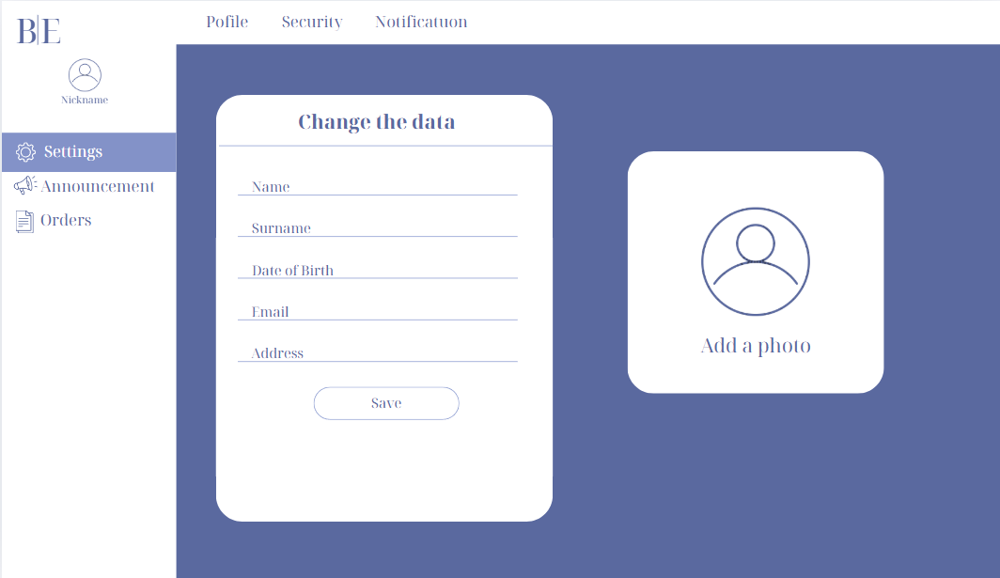 B|E
Nickname
Settings
Announcement
Orders
Pofile
Security
Notificatuon
Change the data
Name
Surname
Date of Birth
Email
Address
Save
Add a photo